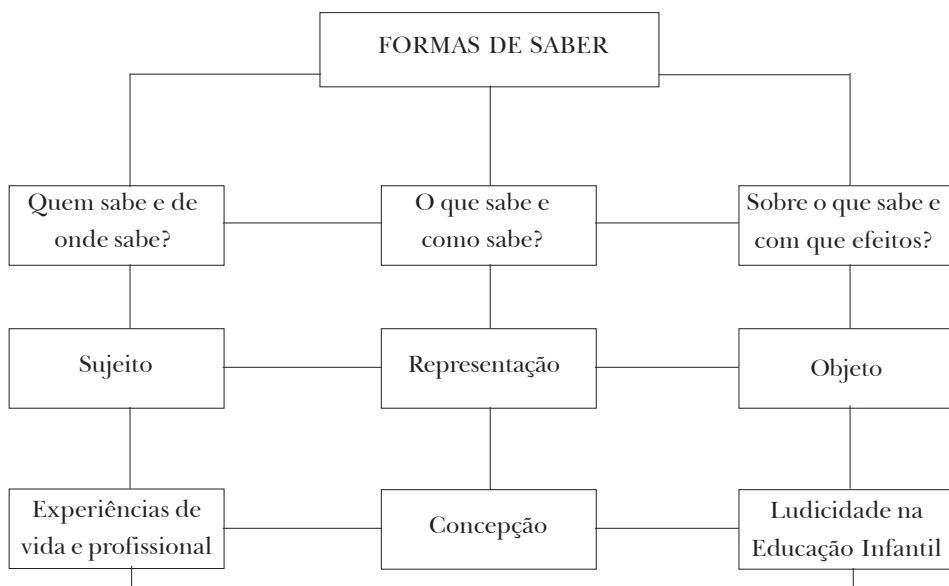 FORMAS DE SABER
Quem sabe e de
onde sabe?
O que sabe e
como sabe?
Sobre o que sabe e
com que efeitos?
Sujeito
Representação
Objeto
Experiências de
vida e profissional
Concepção
Ludicidade na
Educação Infantil